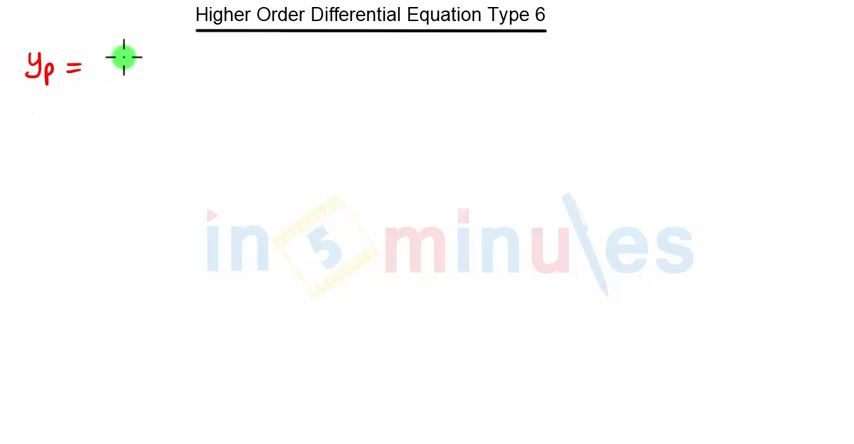 Higher Order Differential Equation Type 6
yp =
in 5 minutes